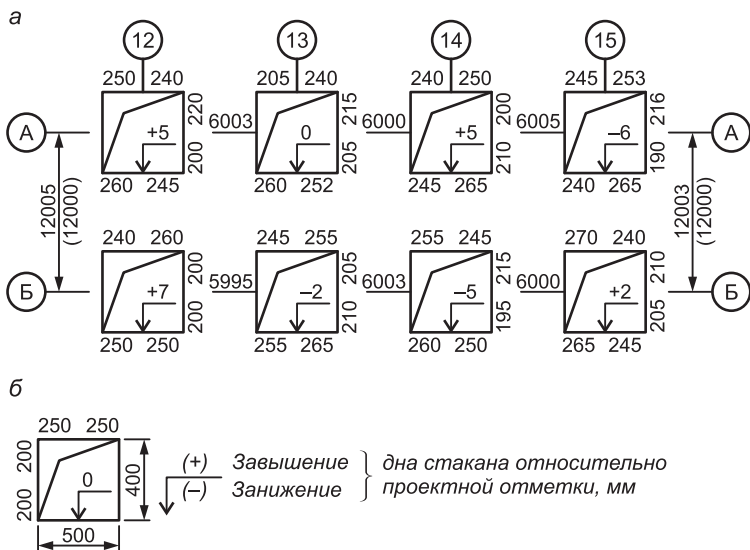 а
12 13 14 15
250 240 205 240 240 250 245 253
А +5 220 200 6003 0 215 205 6000 +5 200 210 6005 –6 216 190 А
260 245 260 252 245 265 240 265
12005 (12000) 12003 (12000)
240 260 245 255 255 245 270 240
Б +7 200 200 5995 –2 205 210 6003 –5 215 195 6000 +2 210 205 Б
250 250 255 265 260 250 265 245
б
250 250
200 200 0 400
500
(+) Завышение
(–) Занижение
дна стакана относительно
проектной отметки, мм